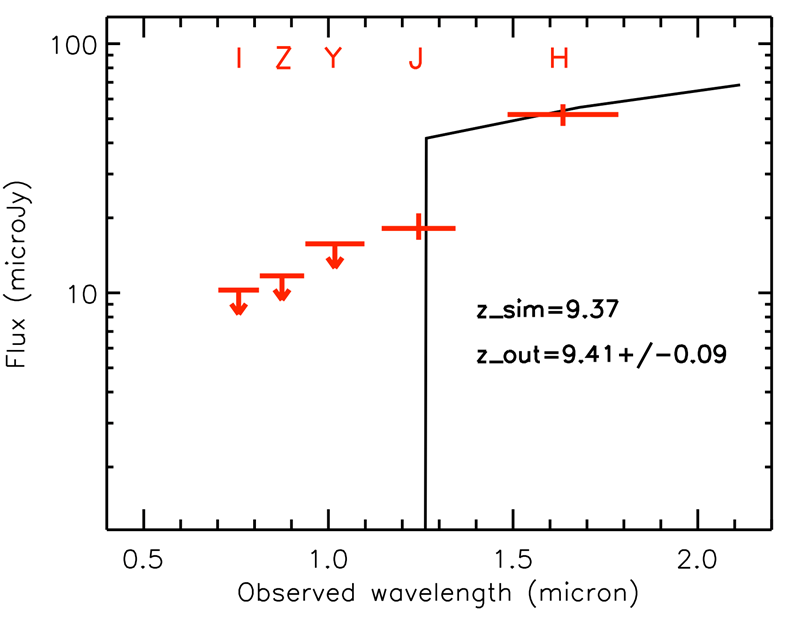 I Z Y J H
100
10
Flux (microJy)
z_sim=9.37
z_out=9.41+/-0.09
0.5 1.0 1.5 2.0
Observed wavelength (micron)